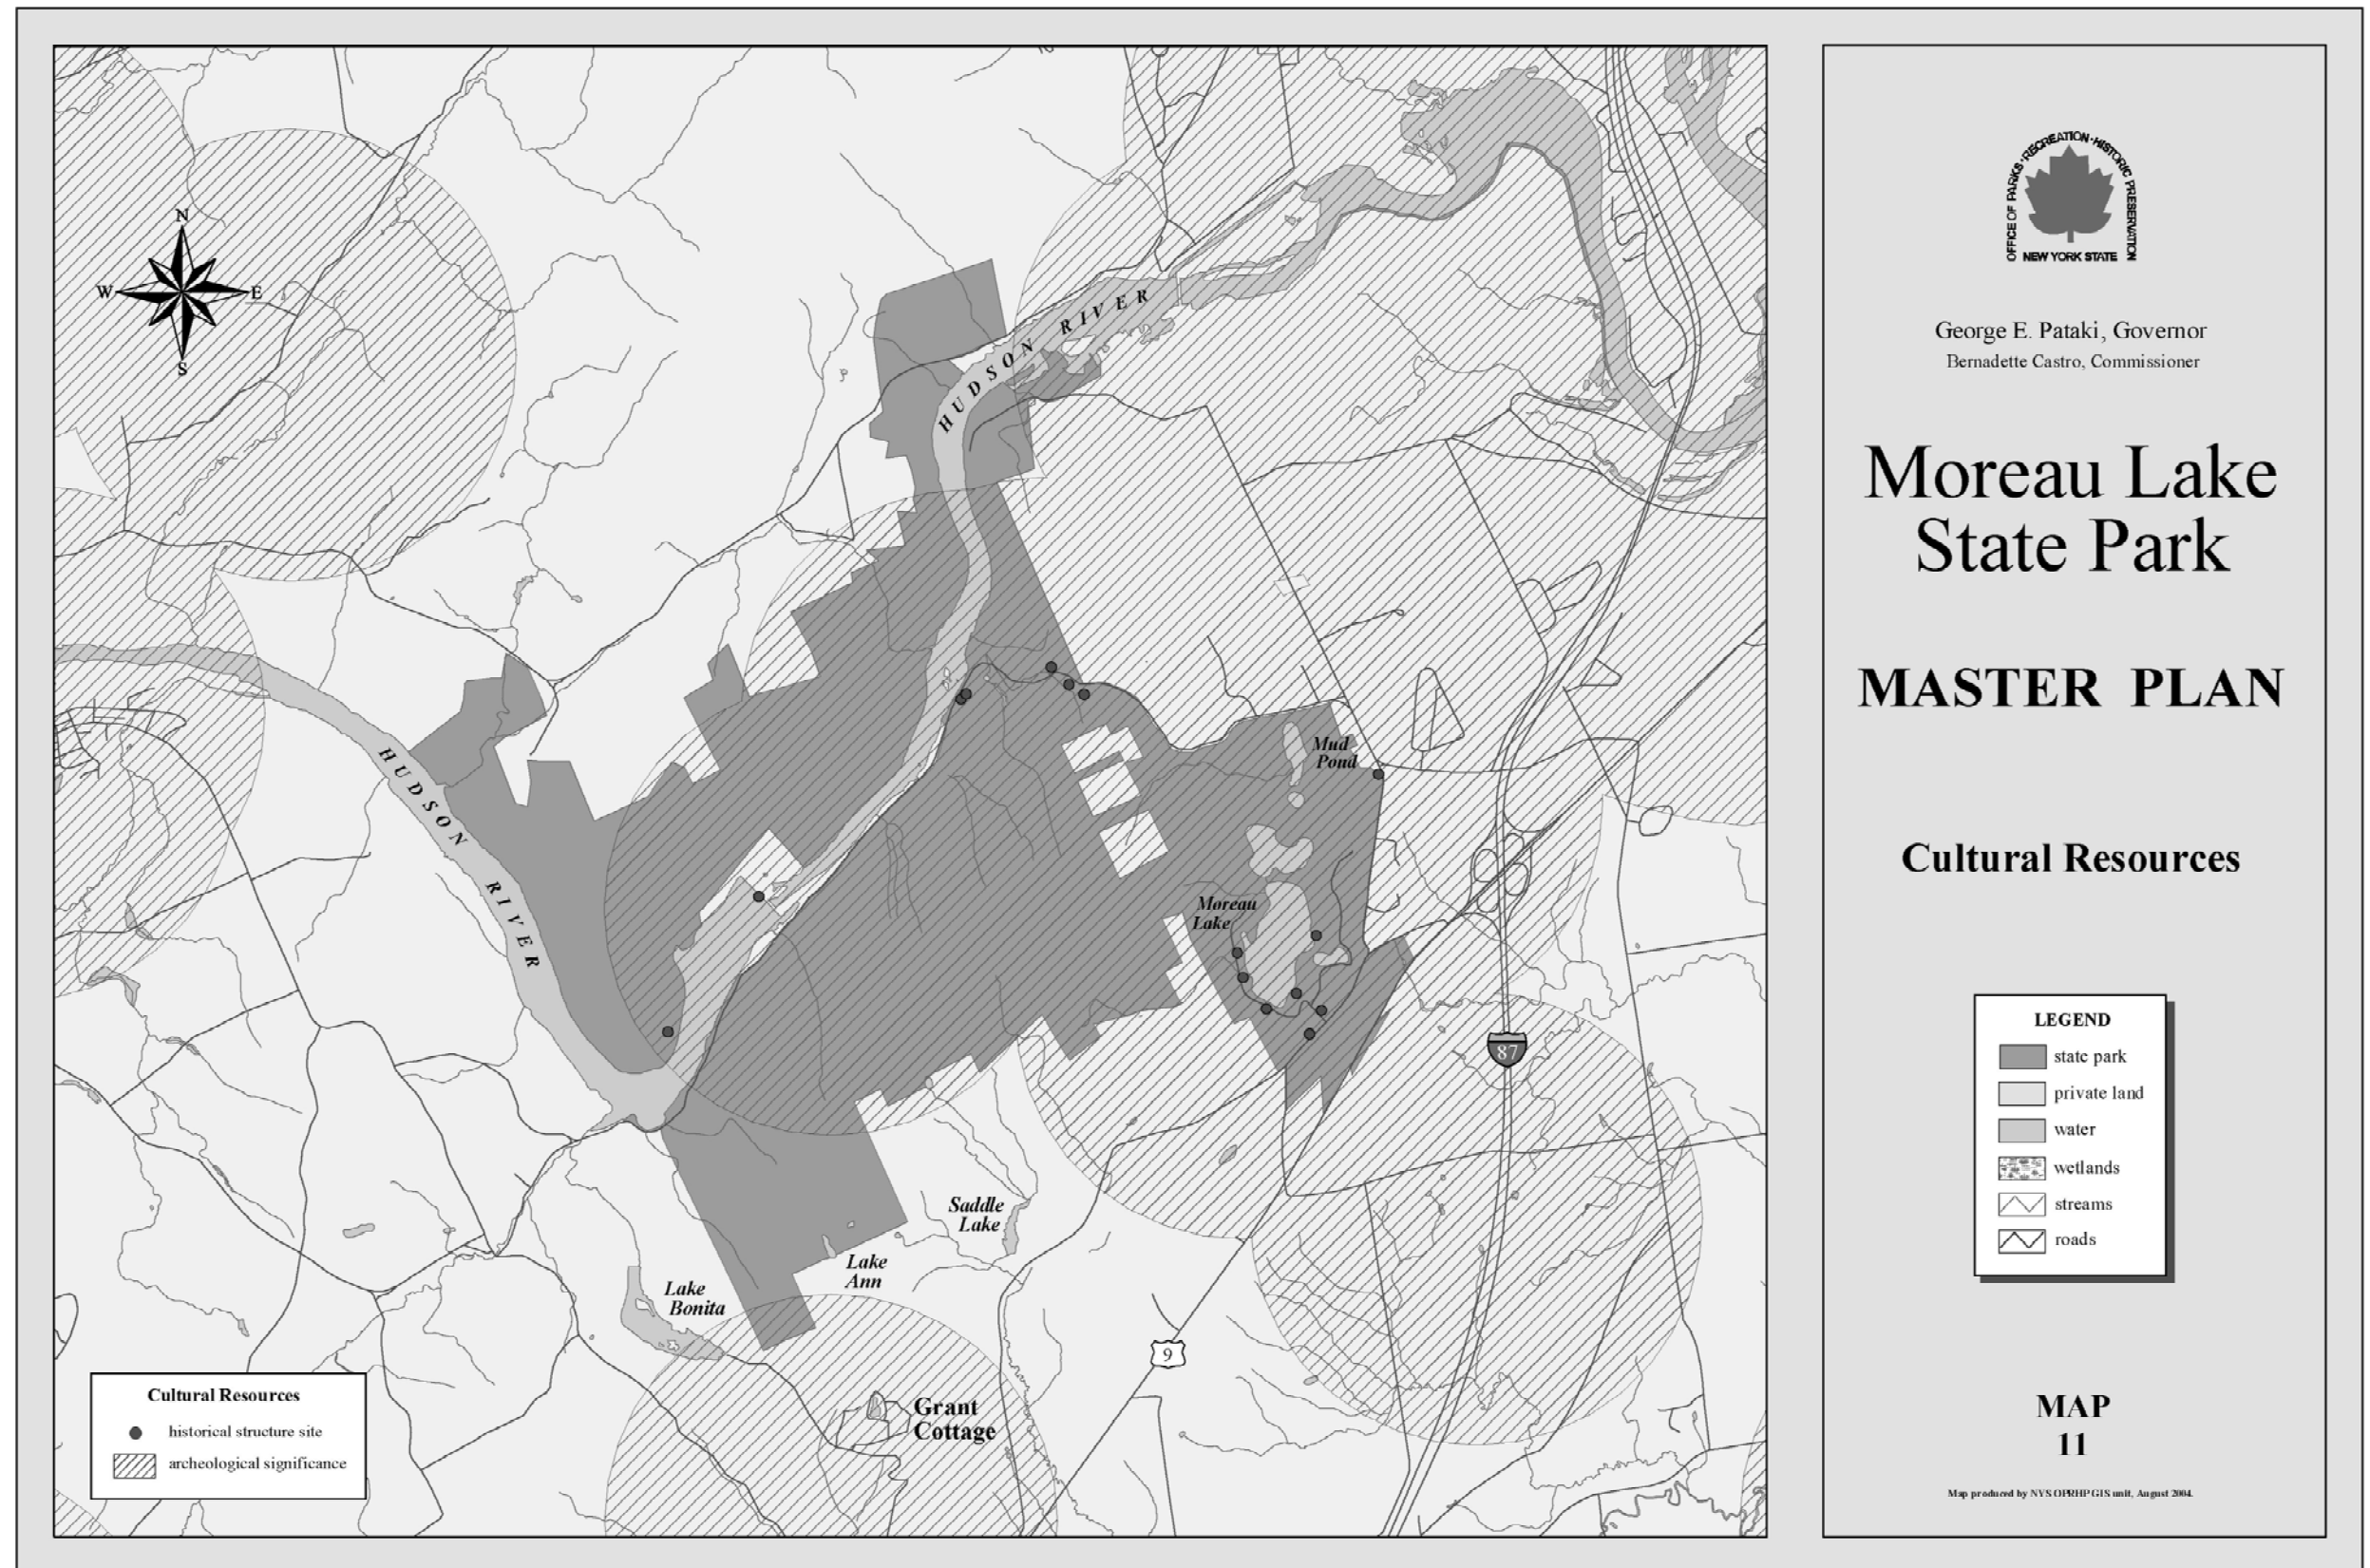 N
W
E
S
HUDSON RIVER
HUDSON RIVER
Mud
Pond
Moreau
Lake
87
Saddle
Lake
Lake
Ann
Lake
Bonita
9
Grant
Cottage
Cultural Resources
historical structure site
archeological significance
OFFICE OF PARKS · RECREATION · HISTORIC PRESERVATION
NEW YORK STATE
George E. Pataki, Governor
Bernadette Castro, Commissioner
Moreau Lake
State Park
MASTER PLAN
Cultural Resources
LEGEND
state park
private land
water
wetlands
streams
roads
MAP
11
Map produced by NYS OPRHP GIS unit, August 2004.